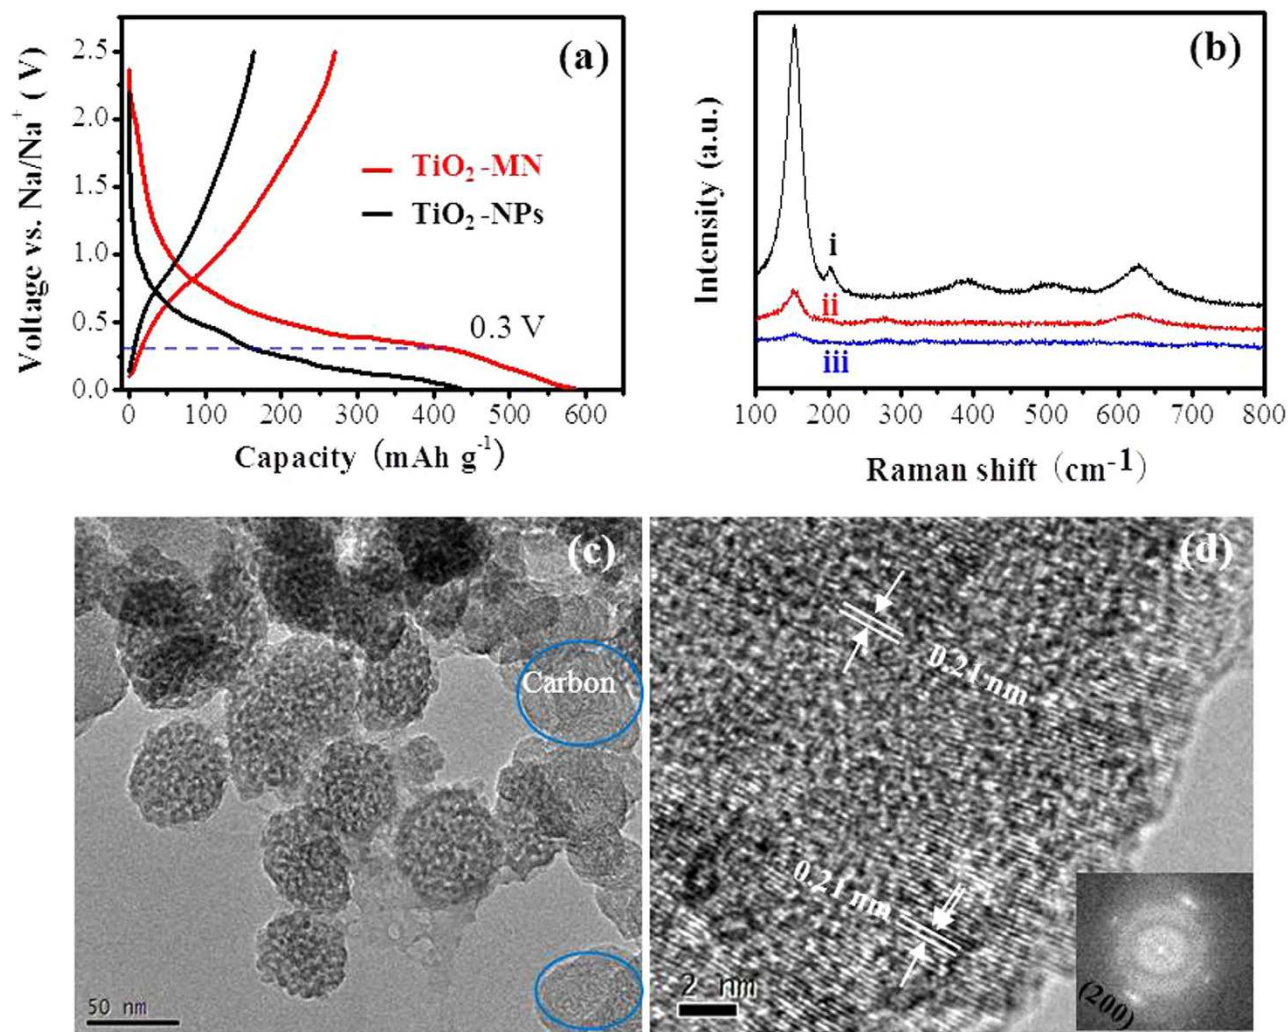 (a)
Voltage vs. Na/Na⁺ ( V)
2.5
2.0
1.5
1.0
0.5
0.0
TiO₂ -MN
TiO₂ -NPs
0.3 V
0 100 200 300 400 500 600
Capacity (mAh g⁻¹)
(b)
Intensity (a.u.)
i
ii
iii
100 200 300 400 500 600 700 800
Raman shift (cm⁻¹)
(c)
Carbon
50 nm
(d)
0.21 nm
0.21 nm
2 nm
(200)